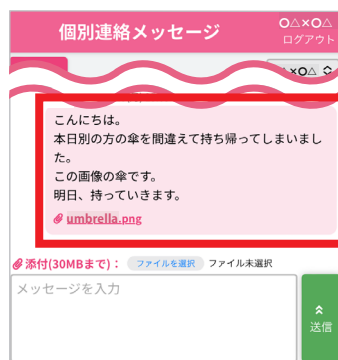 個別連絡メッセージ
O△×O△
ログアウト
×O△
こんにちは。
本日別の方の傘を間違えて持ち帰ってしまいまし
た。
この画像の傘です。
明日、持っていきます。
umbrella.png
添付(30MBまで)：
ファイルを選択 ファイル未選択
メッセージを入力
送信